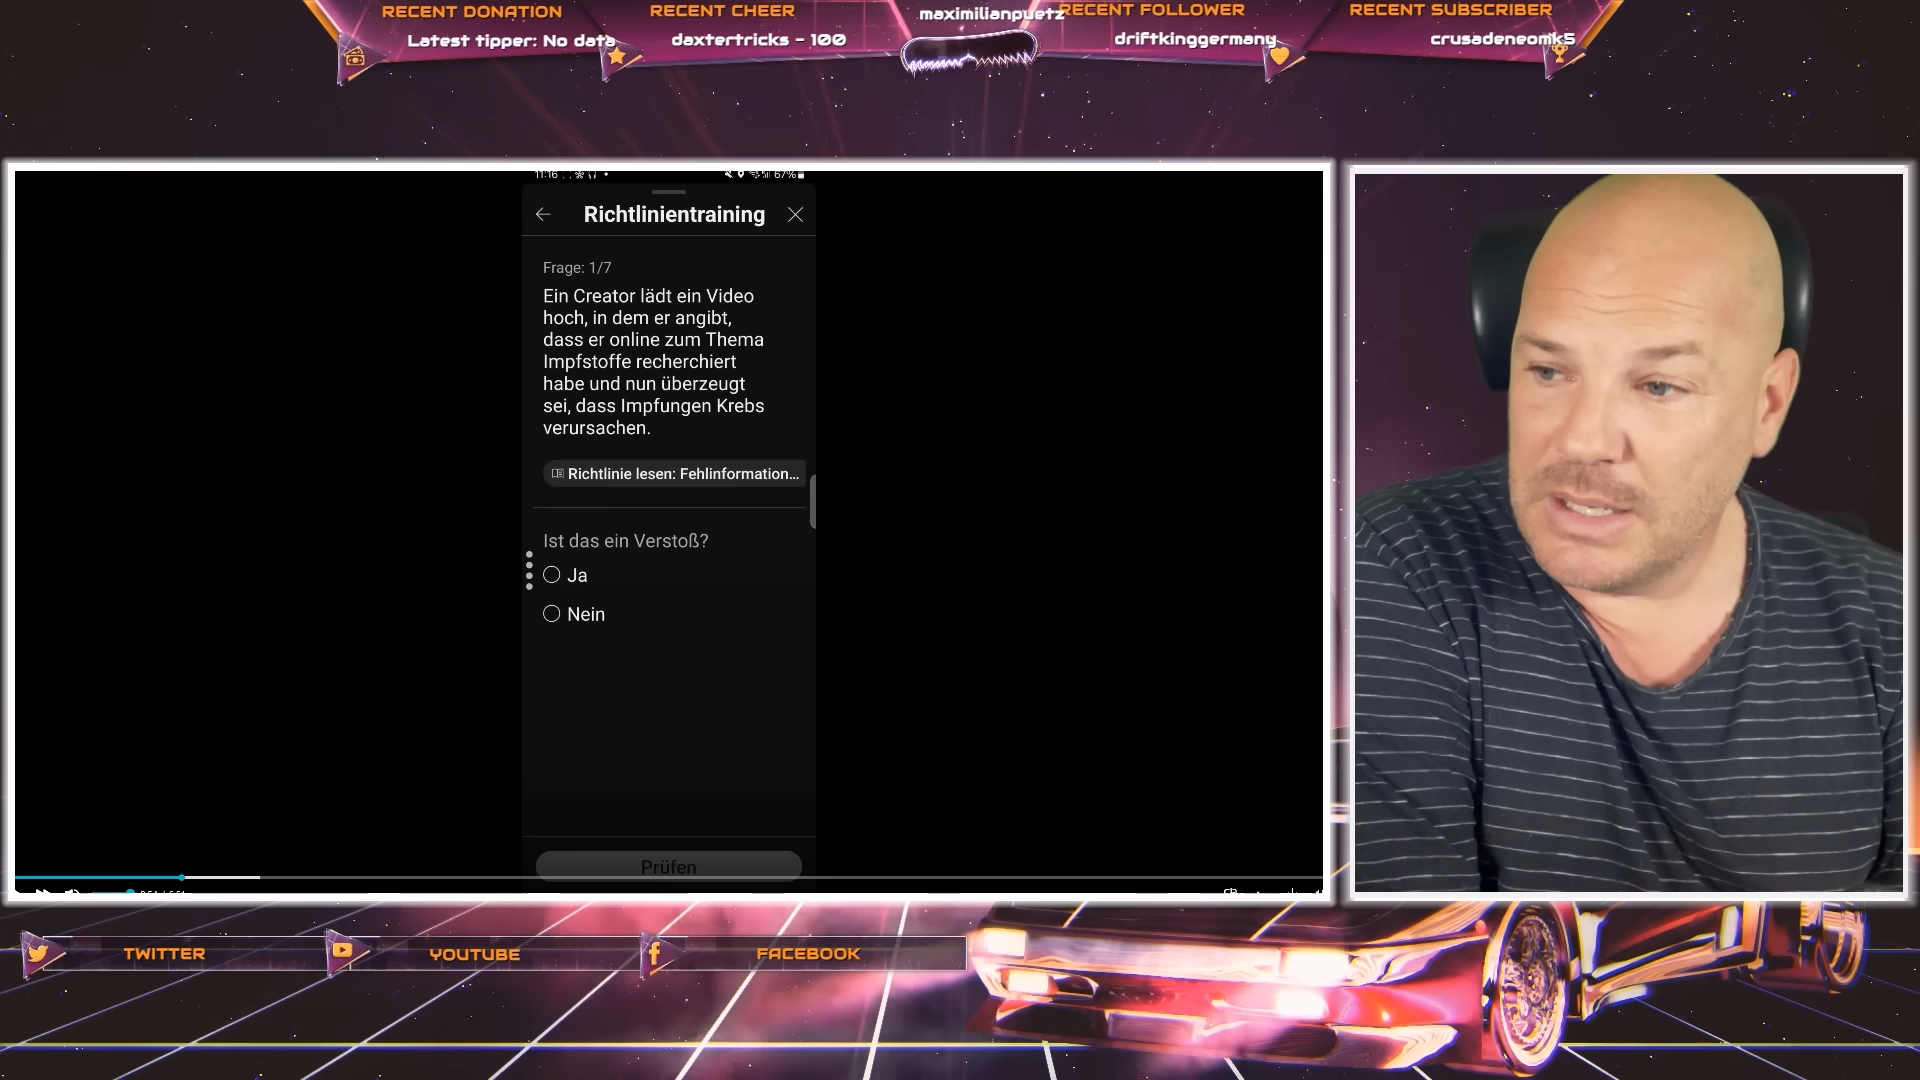 RECENT DONATION
Latest tipper: No data
RECENT CHEER
daxtertricks - 100
maximilianpuetz
RECENT FOLLOWER
driftkinggermany
RECENT SUBSCRIBER
crusadeneomk5
11:16
67%
Richtlinientraining
Frage: 1/7
Ein Creator lädt ein Video
hoch, in dem er angibt,
dass er online zum Thema
Impfstoffe recherchiert
habe und nun überzeugt
sei, dass Impfungen Krebs
verursachen.
Richtlinie lesen: Fehlinformation...
Ist das ein Verstoß?
Ja
Nein
Prüfen
TWITTER
YOUTUBE
FACEBOOK